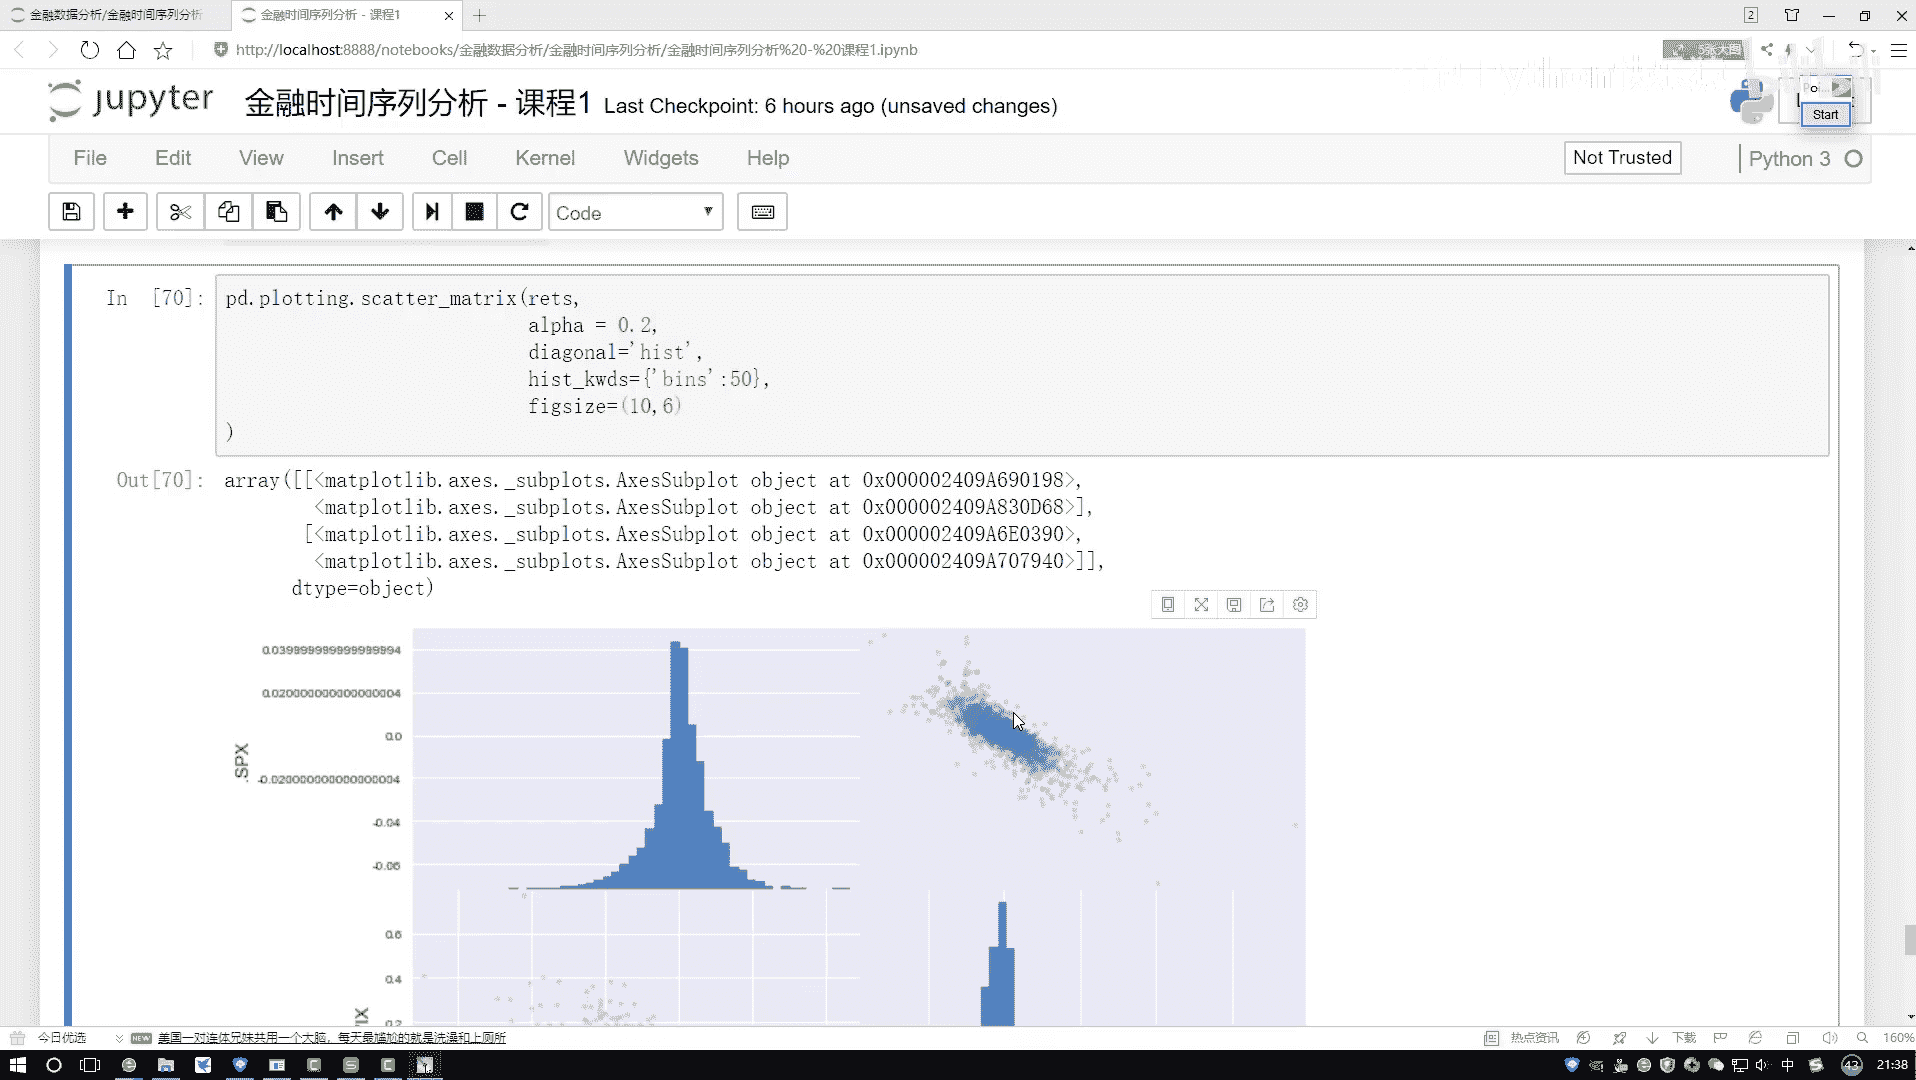 金融数据分析/金融时间序列分析
金融时间序列分析 - 课程1
2
http://localhost:8888/notebooks/金融数据分析/金融时间序列分析/金融时间序列分析%20-%20课程1.ipynb
5张大图
jupyter 金融时间序列分析 - 课程1 Last Checkpoint: 6 hours ago (unsaved changes)
Start
File Edit View Insert Cell Kernel Widgets Help
Not Trusted
Python 3
Code
In [70]:
pd.plotting.scatter_matrix(rets,
alpha = 0.2,
diagonal='hist',
hist_kwds={'bins':50},
figsize=(10,6)
)
Out[70]:
array([[<matplotlib.axes._subplots.AxesSubplot object at 0x000002409A690198>,
<matplotlib.axes._subplots.AxesSubplot object at 0x000002409A830D68>],
[<matplotlib.axes._subplots.AxesSubplot object at 0x000002409A6E0390>,
<matplotlib.axes._subplots.AxesSubplot object at 0x000002409A707940>]],
dtype=object)
0.039999999999999994
0.020000000000000004
0.0
-0.020000000000000004
-0.04
-0.06
.SPX
0.6
0.4
0.2
今日优选
NEW
美国一对连体兄妹共用一个大脑，每天最尴尬的就是洗澡和上厕所
热点资讯
下载
160%
中
43
21:38